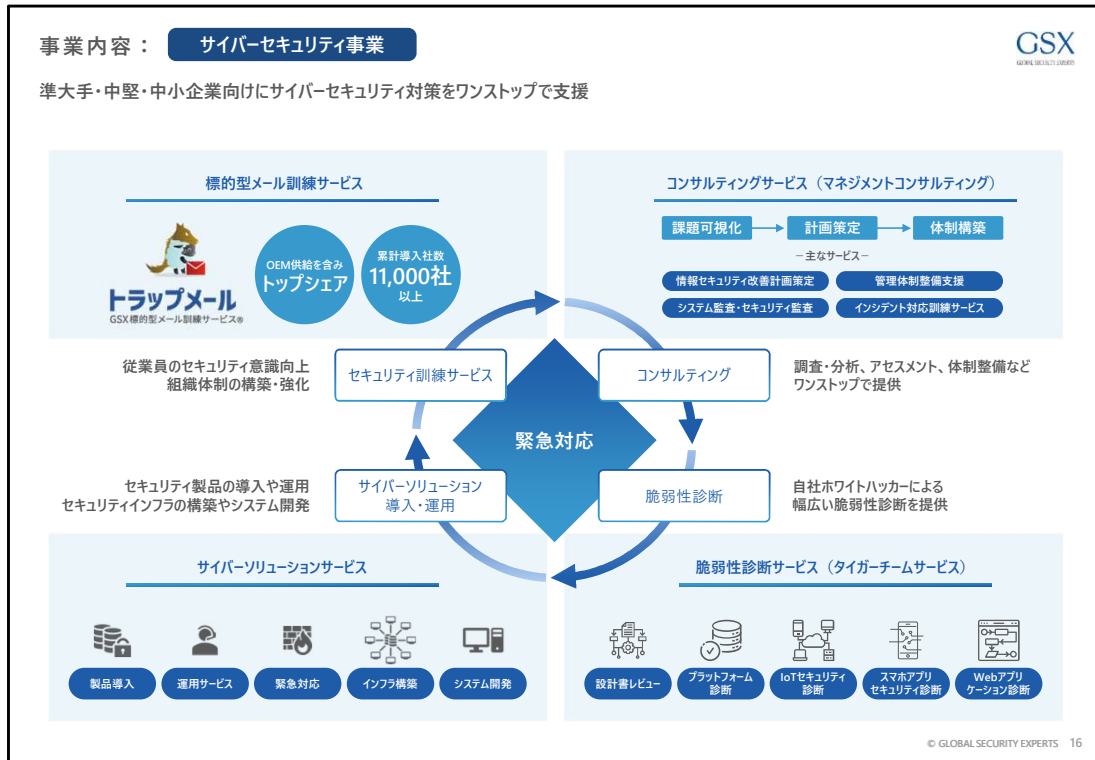 事業内容：
サイバーセキュリティ事業
GSX
GLOBAL SECURITY EXPERTS
準大手・中堅・中小企業向けにサイバーセキュリティ対策をワンストップで支援
標的型メール訓練サービス
トラップメール
GSX標的型メール訓練サービス®
OEM供給を含み
トップシェア
累計導入社数
11,000社
以上
コンサルティングサービス（マネジメントコンサルティング）
課題可視化
計画策定
体制構築
－主なサービス－
情報セキュリティ改善計画策定
管理体制整備支援
システム監査・セキュリティ監査
インシデント対応訓練サービス
従業員のセキュリティ意識向上
組織体制の構築・強化
セキュリティ訓練サービス
コンサルティング
調査・分析、アセスメント、体制整備など
ワンストップで提供
緊急対応
セキュリティ製品の導入や運用
セキュリティインフラの構築やシステム開発
サイバーソリューション
導入・運用
脆弱性診断
自社ホワイトハッカーによる
幅広い脆弱性診断を提供
サイバーソリューションサービス
製品導入
運用サービス
緊急対応
インフラ構築
システム開発
脆弱性診断サービス（タイガーチームサービス）
設計書レビュー
プラットフォーム
診断
IoTセキュリティ
診断
スマホアプリ
セキュリティ診断
Webアプリ
ケーション診断
© GLOBAL SECURITY EXPERTS 16